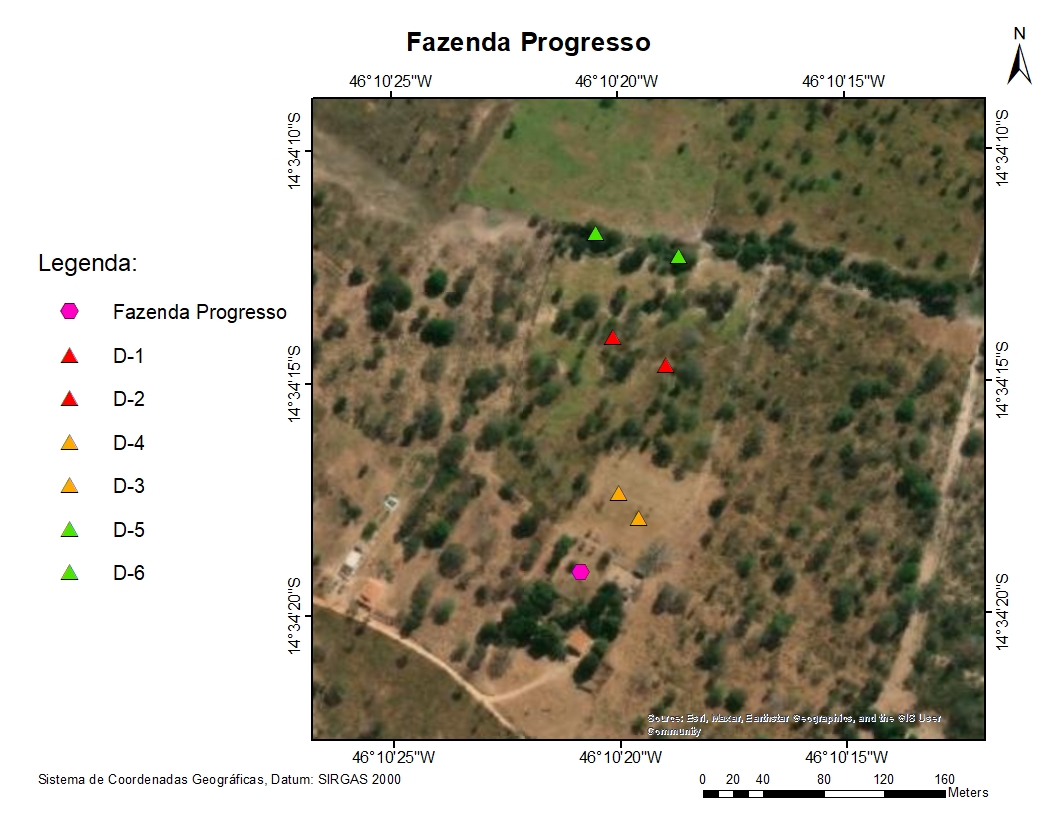 Fazenda Progresso
N
46°10'25"W 46°10'20"W 46°10'15"W
14°34'10"S
14°34'10"S
Legenda:
Fazenda Progresso
D-1
D-2
D-4
D-3
D-5
D-6
14°34'15"S
14°34'15"S
14°34'20"S
14°34'20"S
Source: Esri, Maxar, Earthstar Geographics, and the GIS User
Community
46°10'25"W 46°10'20"W 46°10'15"W
Sistema de Coordenadas Geográficas, Datum: SIRGAS 2000
0 20 40 80 120 160
Meters